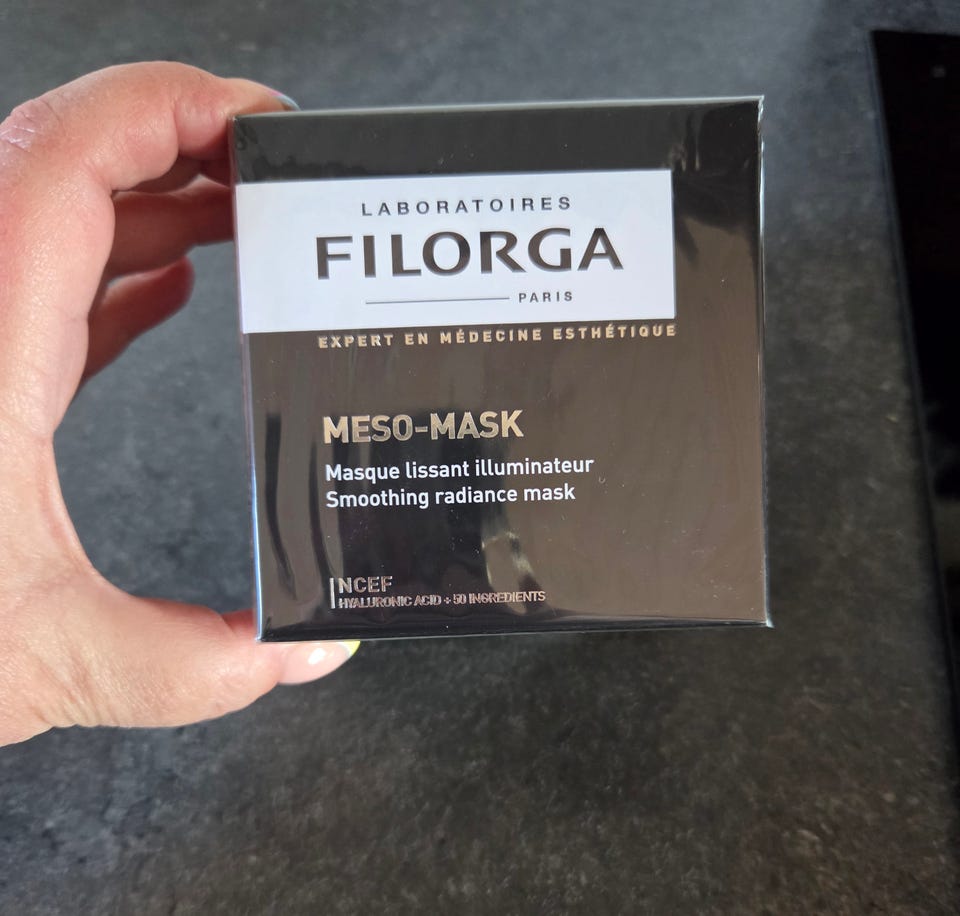 LABORATOIRES
FILORGA
PARIS
EXPERT EN MÉDECINE ESTHÉTIQUE
MESO-MASK
Masque lissant illuminateur
Smoothing radiance mask
NCEF
HYALURONIC ACID + 50 INGREDIENTS